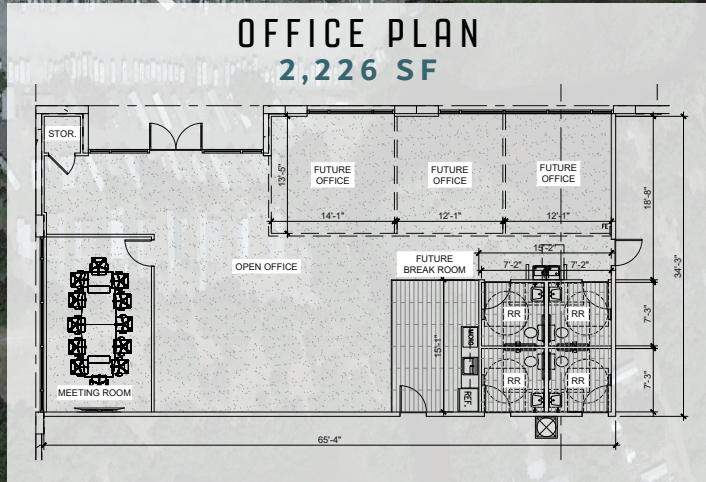 OFFICE PLAN
2,226 SF
STOR.
FUTURE
OFFICE
FUTURE
OFFICE
FUTURE
OFFICE
13'-5"
14'-1"
12'-1"
12'-1"
FE
18'-8"
34'-3"
OPEN OFFICE
FUTURE
BREAK ROOM
15'-2"
7'-2"
7'-2"
RR
RR
7'-3"
15'-1"
MICRO
REF.
RR
RR
7'-3"
MEETING ROOM
65'-4"